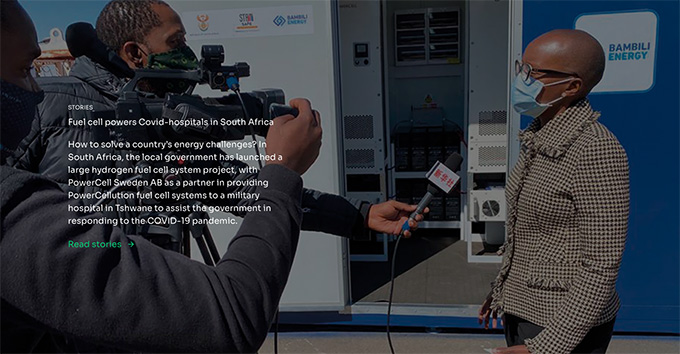 BAMBILI
ENERGY
BAMBILI
ENERGY
新华社
STORIES
Fuel cell powers Covid-hospitals in South Africa
How to solve a country's energy challenges? In
South Africa, the local government has launched a
large hydrogen fuel cell system project, with
PowerCell Sweden AB as a partner in providing
PowerCellution fuel cell systems to a military
hospital in Tshwane to assist the government in
responding to the COVID-19 pandemic.
Read stories →